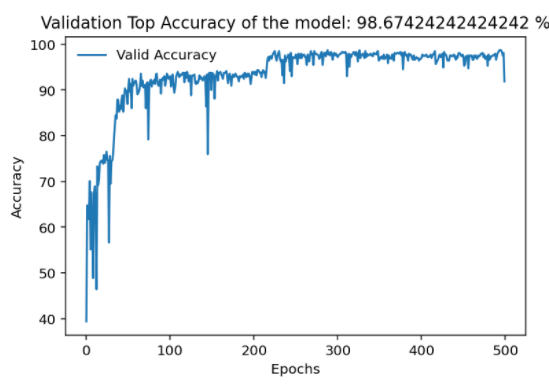 Validation Top Accuracy of the model: 98.67424242424242 %
Valid Accuracy
100
90
80
70
60
50
40
Accuracy
0 100 200 300 400 500
Epochs